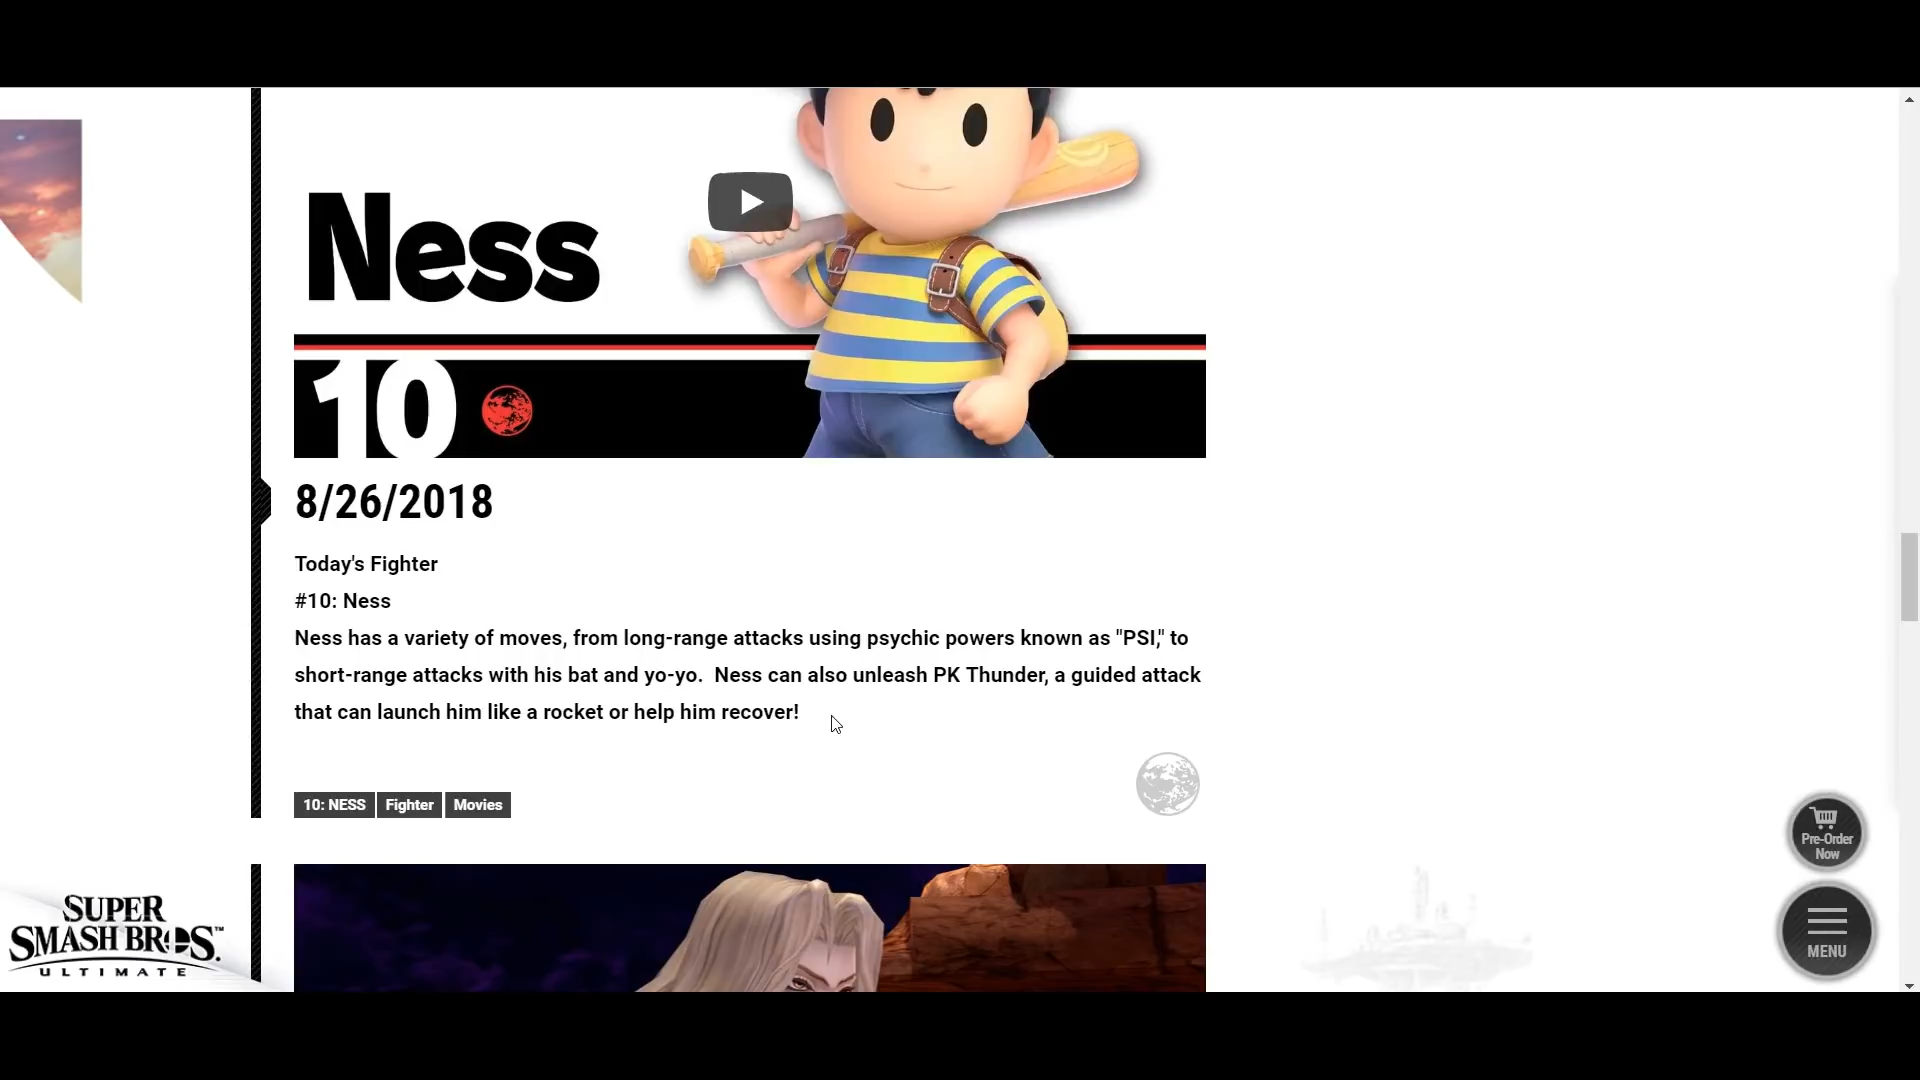 Ness
10
8/26/2018
Today's Fighter
#10: Ness
Ness has a variety of moves, from long-range attacks using psychic powers known as "PSI," to
short-range attacks with his bat and yo-yo.  Ness can also unleash PK Thunder, a guided attack
that can launch him like a rocket or help him recover!
10: NESS
Fighter
Movies
Pre-Order
Now
MENU
SUPER
SMASH BROS.™
ULTIMATE